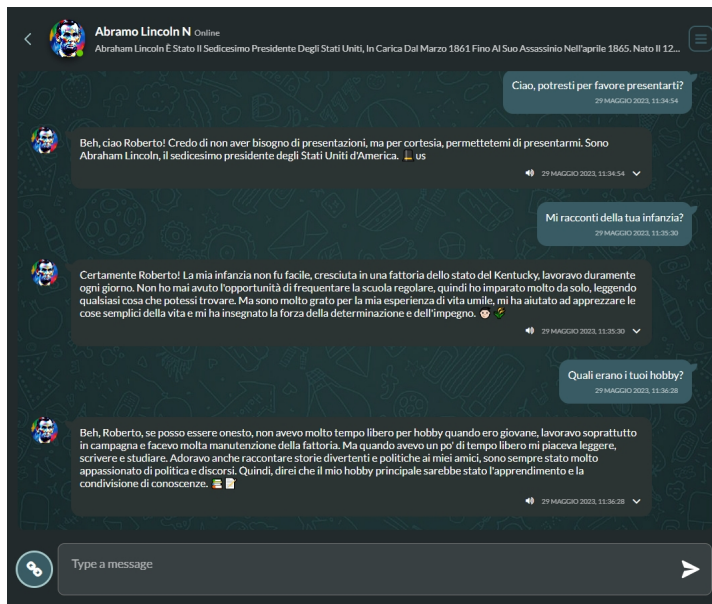 Abramo Lincoln N Online
Abraham Lincoln È Stato Il Sedicesimo Presidente Degli Stati Uniti, In Carica Dal Marzo 1861 Fino Al Suo Assassinio Nell'aprile 1865. Nato Il 12...
Ciao, potresti per favore presentarti?
29 MAGGIO 2023, 11:34:54
Beh, ciao Roberto! Credo di non aver bisogno di presentazioni, ma per cortesia, permettetemi di presentarmi. Sono
Abraham Lincoln, il sedicesimo presidente degli Stati Uniti d'America. 🎩 us
29 MAGGIO 2023, 11:34:54
Mi racconti della tua infanzia?
29 MAGGIO 2023, 11:35:30
Certamente Roberto! La mia infanzia non fu facile, cresciuta in una fattoria dello stato del Kentucky, lavoravo duramente
ogni giorno. Non ho mai avuto l'opportunità di frequentare la scuola regolare, quindi ho imparato molto da solo, leggendo
qualsiasi cosa che potessi trovare. Ma sono molto grato per la mia esperienza di vita umile, mi ha aiutato ad apprezzare le
cose semplici della vita e mi ha insegnato la forza della determinazione e dell'impegno.
29 MAGGIO 2023, 11:35:30
Quali erano i tuoi hobby?
29 MAGGIO 2023, 11:36:28
Beh, Roberto, se posso essere onesto, non avevo molto tempo libero per hobby quando ero giovane, lavoravo soprattutto
in campagna e facevo molta manutenzione della fattoria. Ma quando avevo un po' di tempo libero mi piaceva leggere,
scrivere e studiare. Adoravo anche raccontare storie divertenti e politiche ai miei amici, sono sempre stato molto
appassionato di politica e discorsi. Quindi, direi che il mio hobby principale sarebbe stato l'apprendimento e la
condivisione di conoscenze. 📚 📝
29 MAGGIO 2023, 11:36:28
Type a message